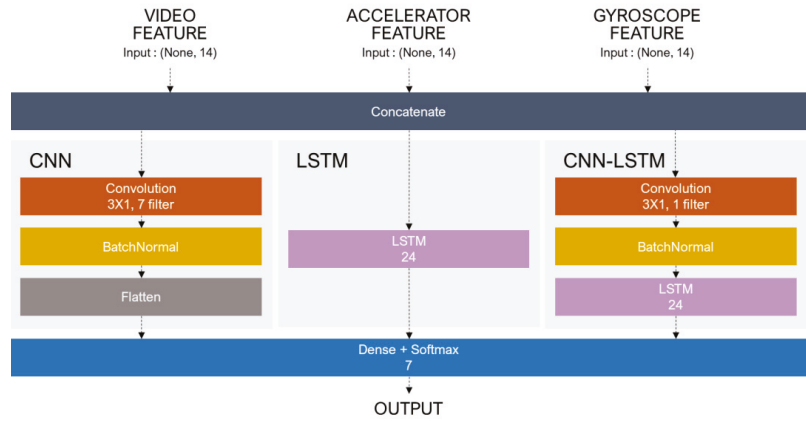 VIDEO
FEATURE
Input : (None, 14)
ACCELERATOR
FEATURE
Input : (None, 14)
GYROSCOPE
FEATURE
Input : (None, 14)
Concatenate
CNN
Convolution
3X1, 7 filter
BatchNormal
Flatten
LSTM
LSTM
24
CNN-LSTM
Convolution
3X1, 1 filter
BatchNormal
LSTM
24
Dense + Softmax
7
OUTPUT